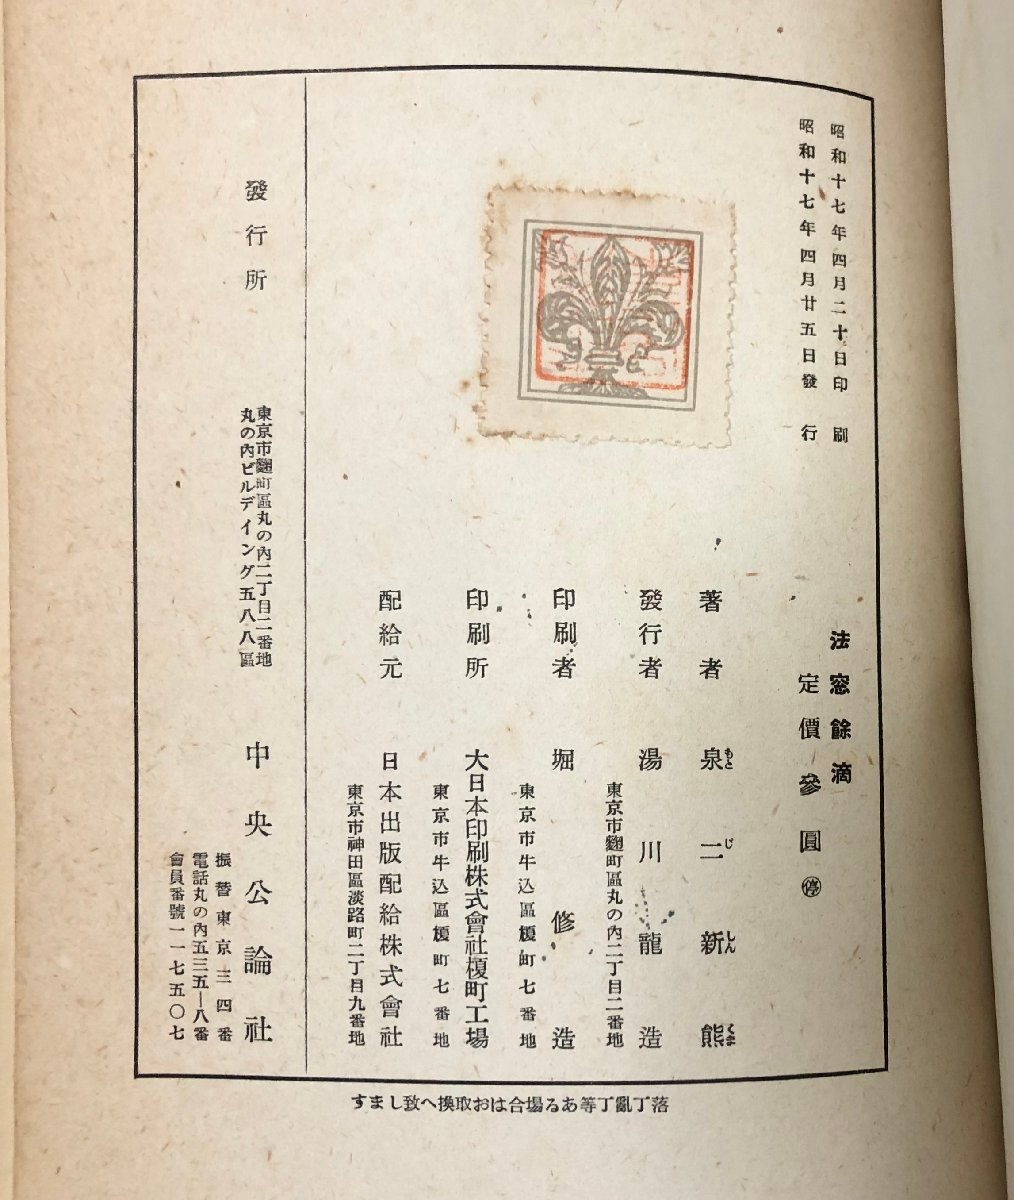 昭和十七年四月二十日印刷
昭和十七年四月廿五日發行
法窓餘滴
定價參圓 ㊡停
著者 泉二新熊
もと じ しん くま
發行者 湯川龍造
東京市麴町區丸の內二丁目二番地
印刷者 堀修造
東京市牛込區榎町七番地
印刷所 大日本印刷株式會社榎町工場
東京市牛込區榎町七番地
配給元 日本出版配給株式會社
東京市神田區淡路町二丁目九番地
發行所
東京市麴町區丸の內二丁目二番地
丸の內ビルデイング五八八區
中央公論社
振替東京三四番
電話丸の內五三五一八番
會員番號一一七五〇七
落丁亂丁等ある場合はお取換へ致します